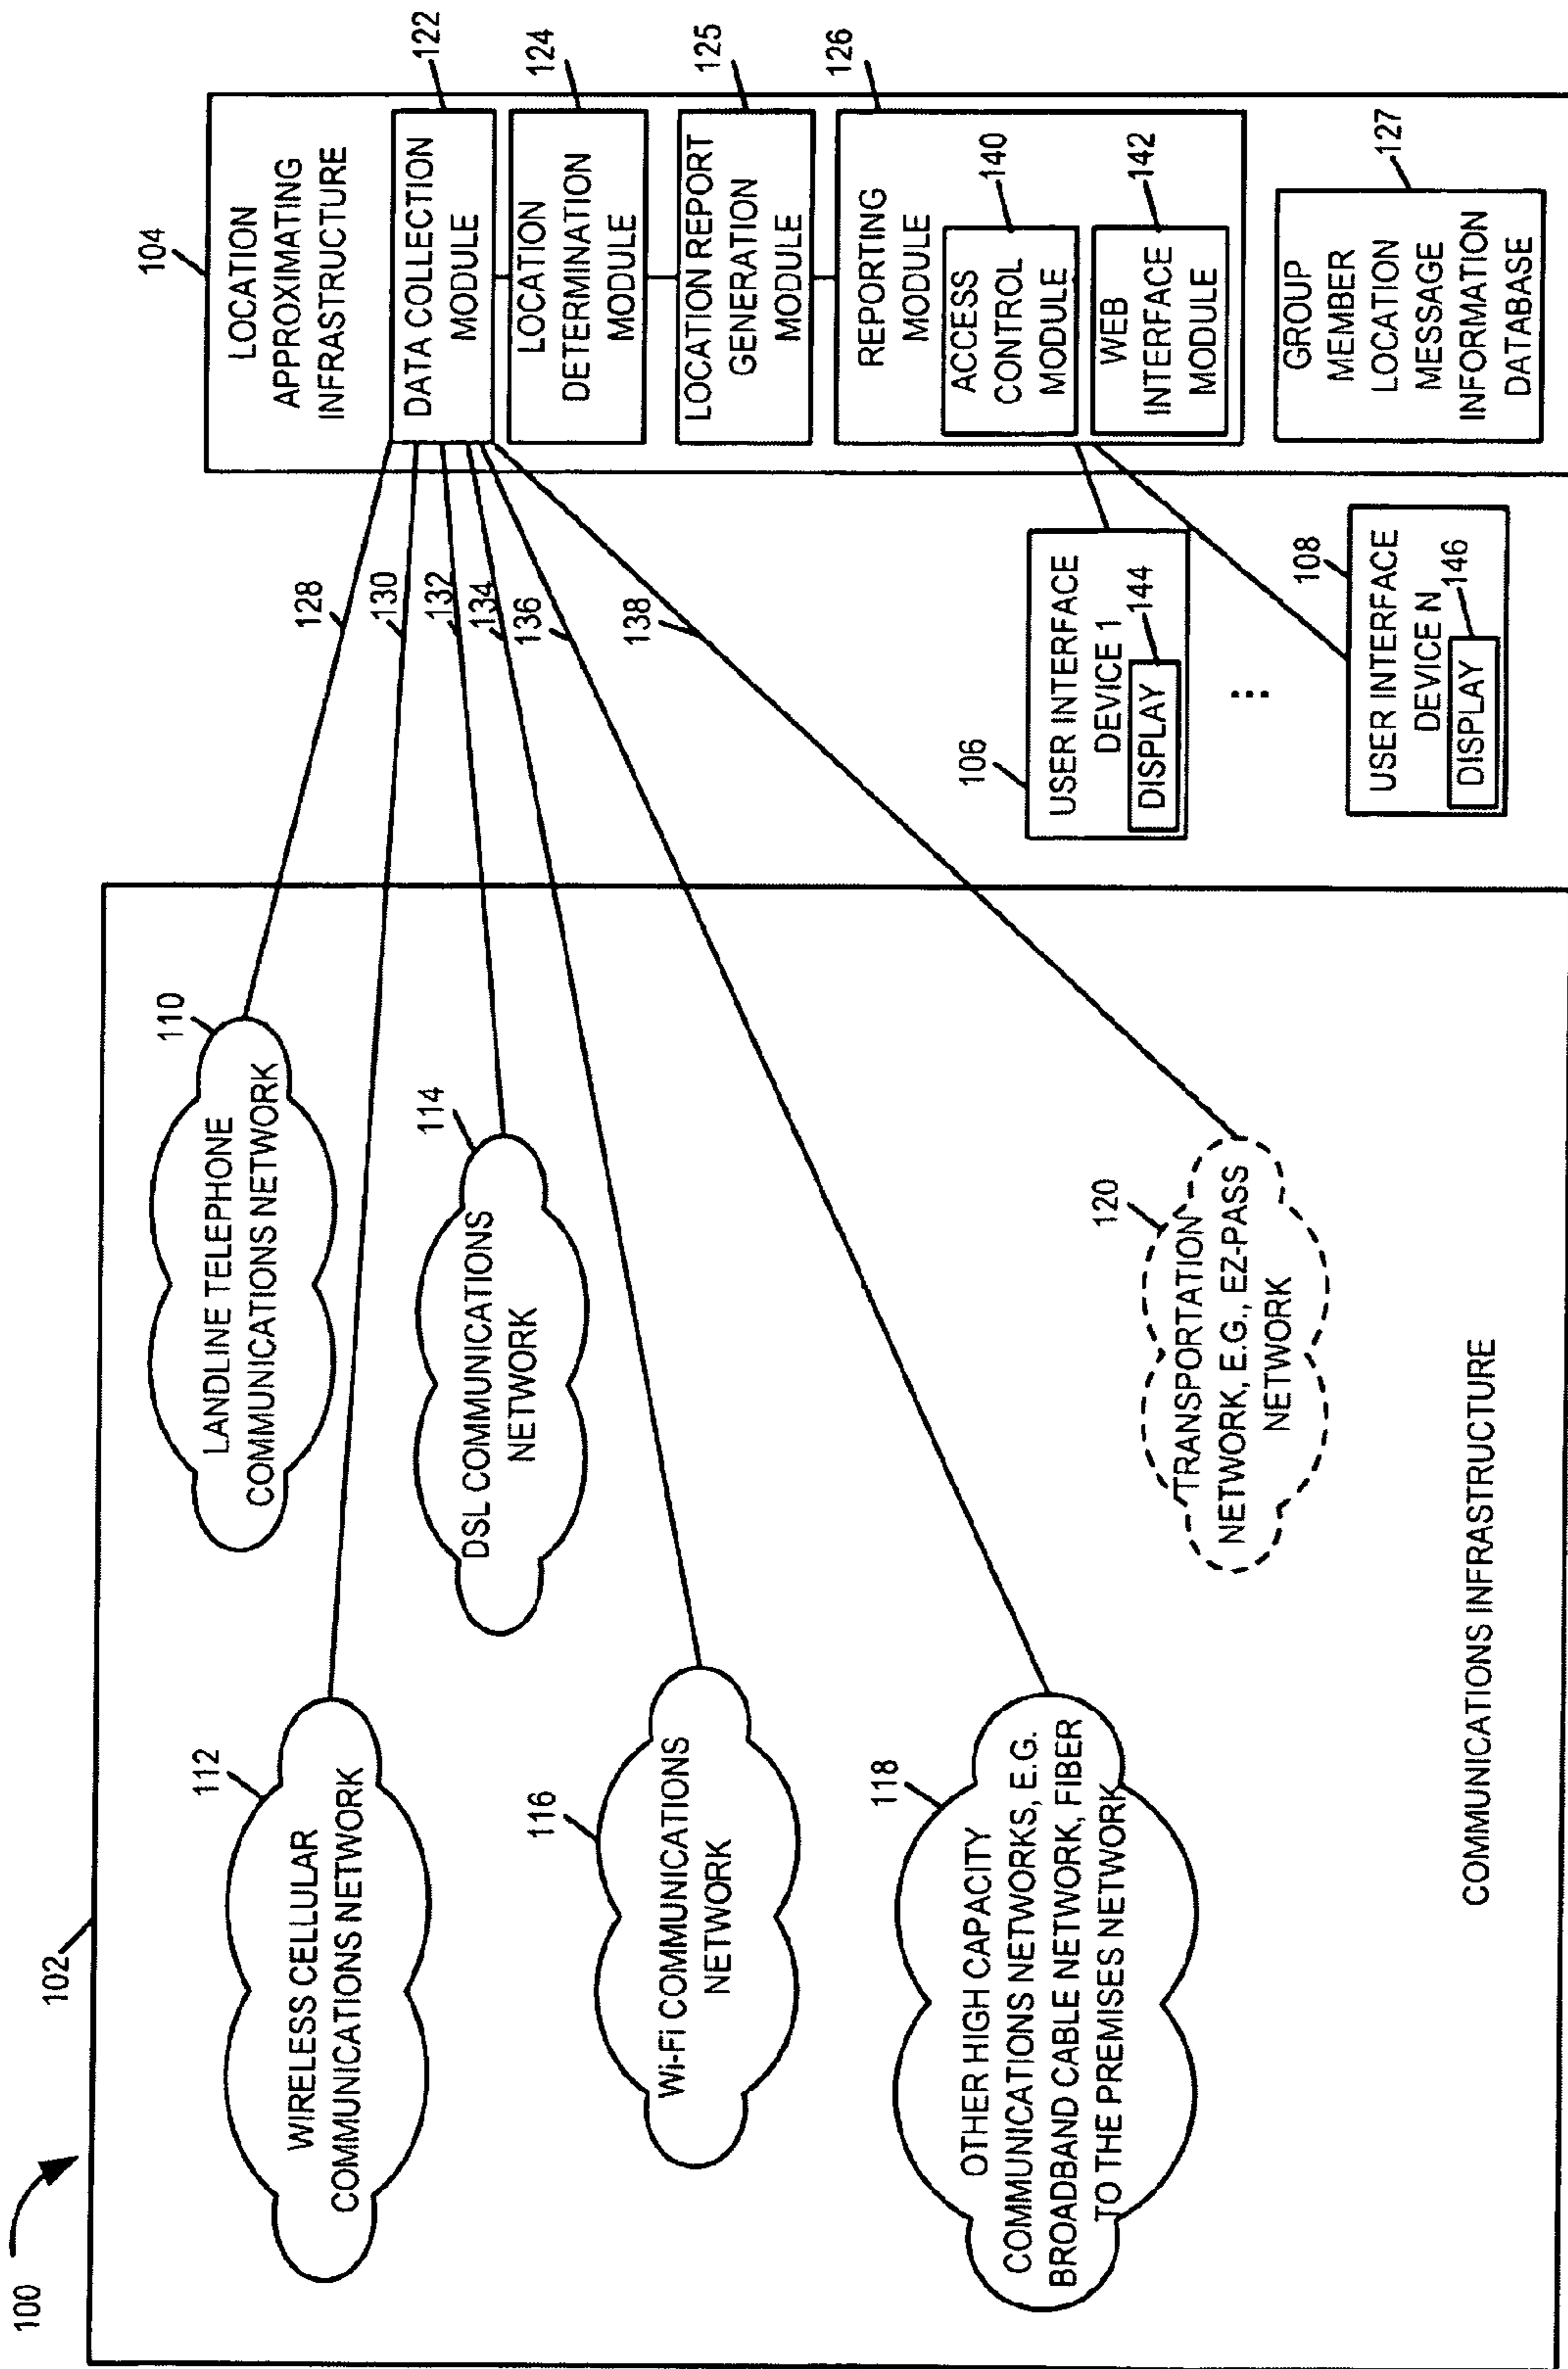 100
102
104
LOCATION
APPROXIMATING
INFRASTRUCTURE
DATA COLLECTION
MODULE
122
LOCATION
DETERMINATION
MODULE
124
LOCATION REPORT
GENERATION
MODULE
125
REPORTING
MODULE
126
ACCESS
CONTROL
MODULE
140
WEB
INTERFACE
MODULE
142
GROUP
MEMBER
LOCATION
MESSAGE
INFORMATION
DATABASE
127
128
130
132
134
136
138
106
USER INTERFACE
DEVICE 1
DISPLAY
144
...
108
USER INTERFACE
DEVICE N
DISPLAY
146
110
LANDLINE TELEPHONE
COMMUNICATIONS NETWORK
112
WIRELESS CELLULAR
COMMUNICATIONS NETWORK
114
DSL COMMUNICATIONS
NETWORK
116
Wi-Fi COMMUNICATIONS
NETWORK
118
OTHER HIGH CAPACITY
COMMUNICATIONS NETWORKS, E.G.
BROADBAND CABLE NETWORK, FIBER
TO THE PREMISES NETWORK
120
TRANSPORTATION
NETWORK, E.G., EZ-PASS
NETWORK
COMMUNICATIONS INFRASTRUCTURE